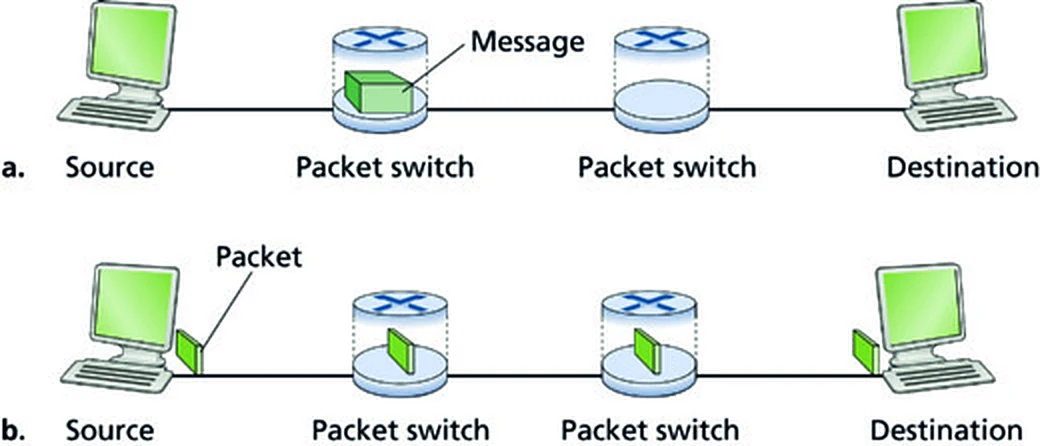 Message
a. Source Packet switch Packet switch Destination
Packet
b. Source Packet switch Packet switch Destination